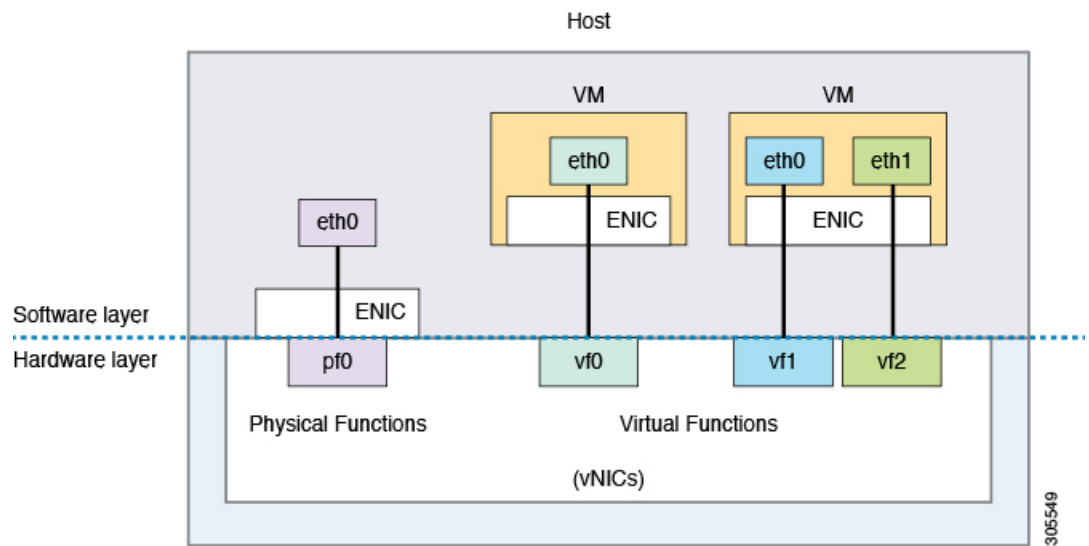 Host
VM
VM
eth0
eth0
eth1
ENIC
ENIC
eth0
ENIC
Software layer
Hardware layer
pf0
vf0
vf1
vf2
Physical Functions
Virtual Functions
(vNICs)
305549